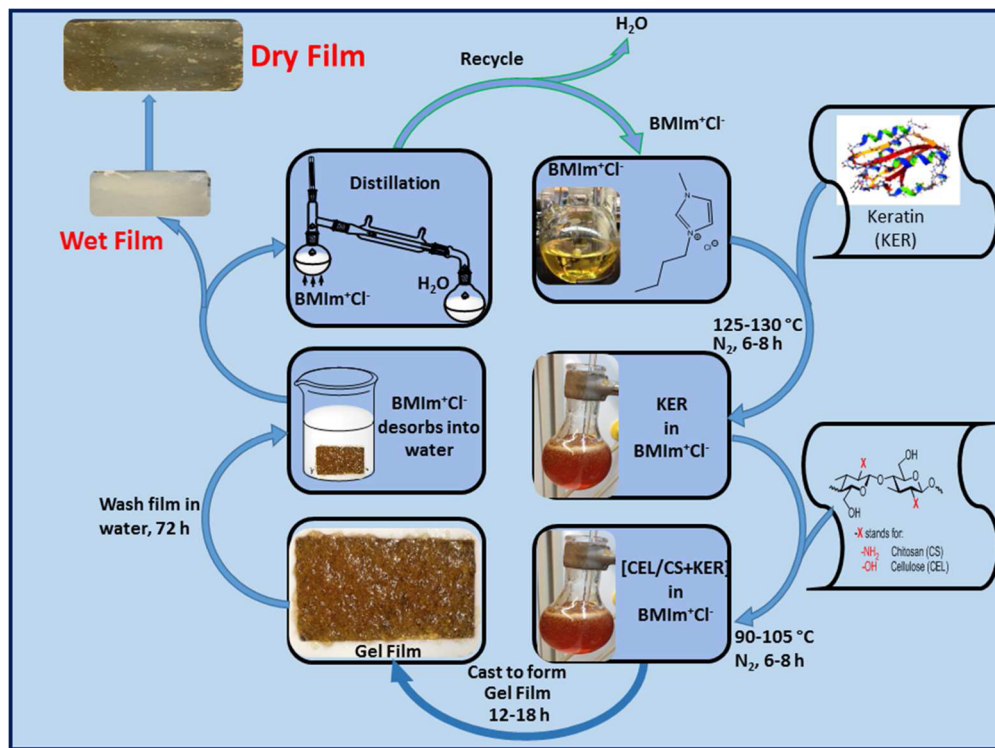 H₂O
Recycle
Dry Film
BMIm⁺Cl⁻
Distillation
BMIm⁺Cl⁻
H₂O
BMIm⁺Cl⁻
N
N
⊕
Cl
⊖
Keratin
(KER)
Wet Film
125-130 °C
N₂, 6-8 h
BMIm⁺Cl⁻
desorbs into
water
KER
in
BMIm⁺Cl⁻
OH
X
O
O
O
O
X
OH
-X stands for:
-NH₂ Chitosan (CS)
-OH Cellulose (CEL)
Wash film in
water, 72 h
Gel Film
[CEL/CS+KER]
in
BMIm⁺Cl⁻
90-105 °C
N₂, 6-8 h
Cast to form
Gel Film
12-18 h